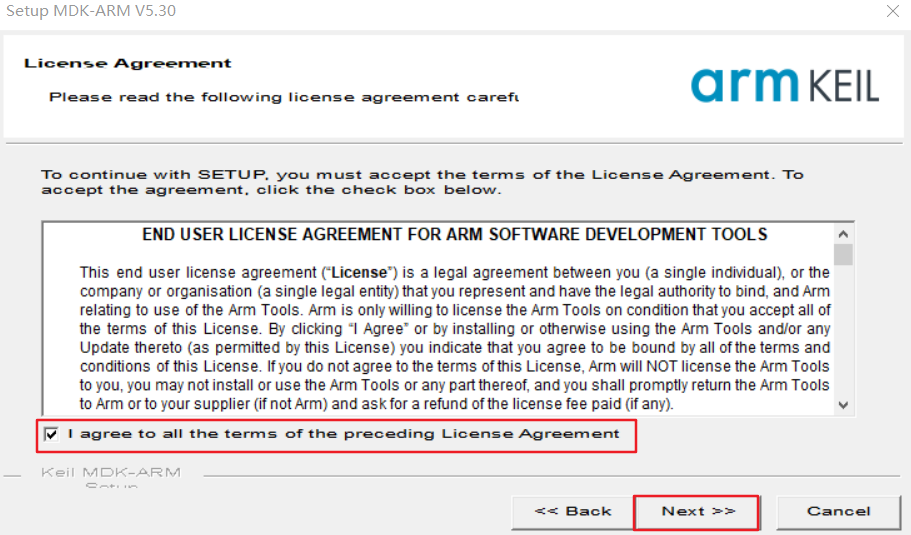 Setup MDK-ARM V5.30
License Agreement
Please read the following license agreement carefu
arm KEIL
To continue with SETUP, you must accept the terms of the License Agreement. To
accept the agreement, click the check box below.
END USER LICENSE AGREEMENT FOR ARM SOFTWARE DEVELOPMENT TOOLS
This end user license agreement (“License”) is a legal agreement between you (a single individual), or the
company or organisation (a single legal entity) that you represent and have the legal authority to bind, and Arm
relating to use of the Arm Tools. Arm is only willing to license the Arm Tools on condition that you accept all of
the terms of this License. By clicking “I Agree” or by installing or otherwise using the Arm Tools and/or any
Update thereto (as permitted by this License) you indicate that you agree to be bound by all of the terms and
conditions of this License. If you do not agree to the terms of this License, Arm will NOT license the Arm Tools
to you, you may not install or use the Arm Tools or any part thereof, and you shall promptly return the Arm Tools
to Arm or to your supplier (if not Arm) and ask for a refund of the license fee paid (if any).
I agree to all the terms of the preceding License Agreement
Keil MDK-ARM
Setup
<< Back
Next >>
Cancel